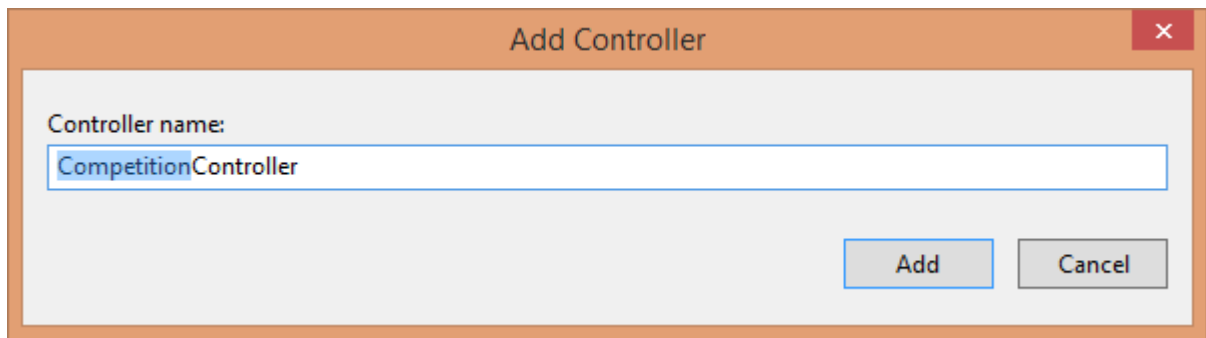 Add Controller
Controller name:
CompetitionController
Add Cancel